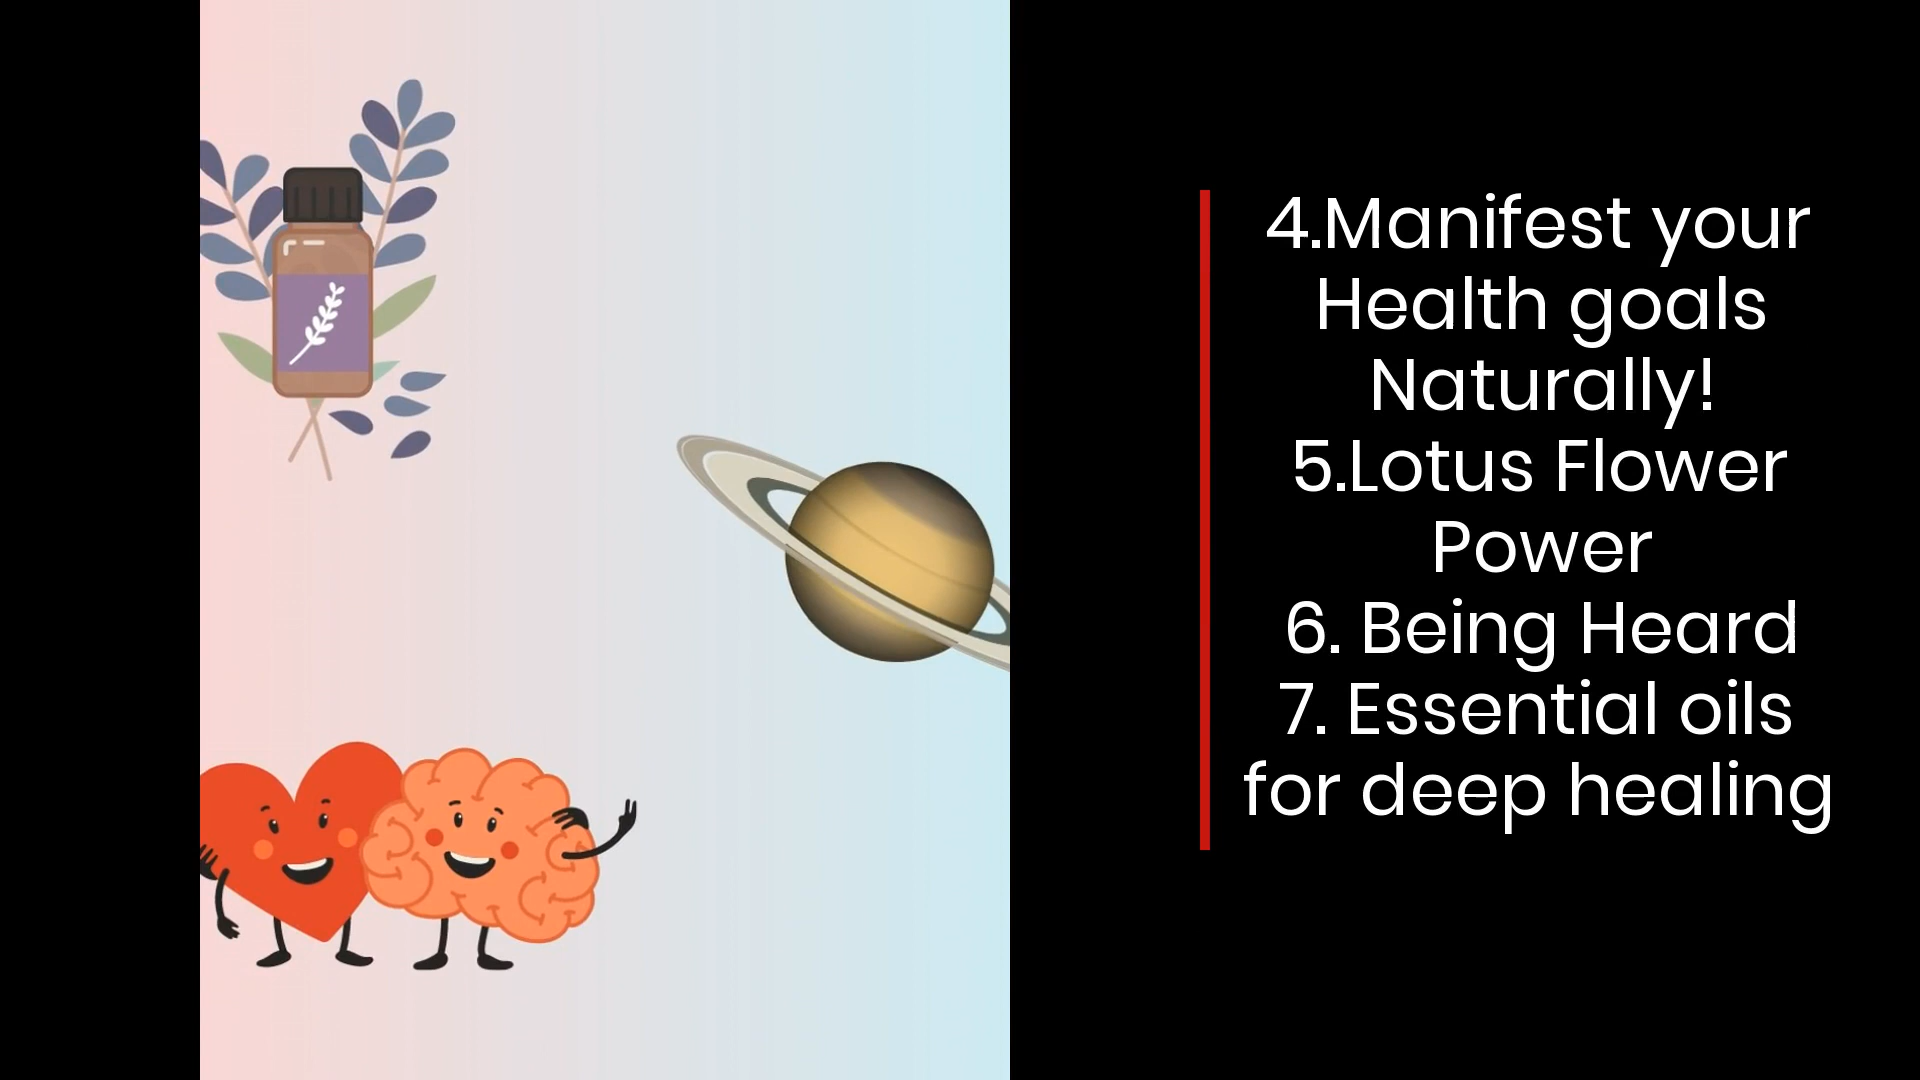 4.Manifest your
Health goals
Naturally!
5.Lotus Flower
Power
6. Being Heard
7. Essential oils
for deep healing